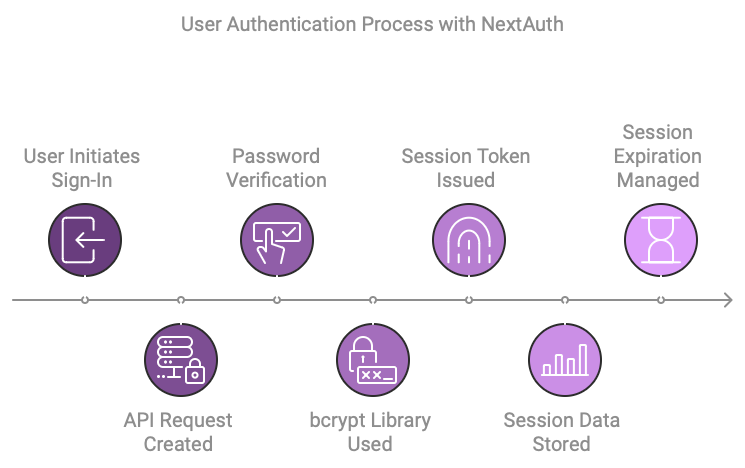 User Authentication Process with NextAuth
User Initiates
Sign-In
Password
Verification
Session Token
Issued
Session
Expiration
Managed
API Request
Created
bcrypt Library
Used
Session Data
Stored